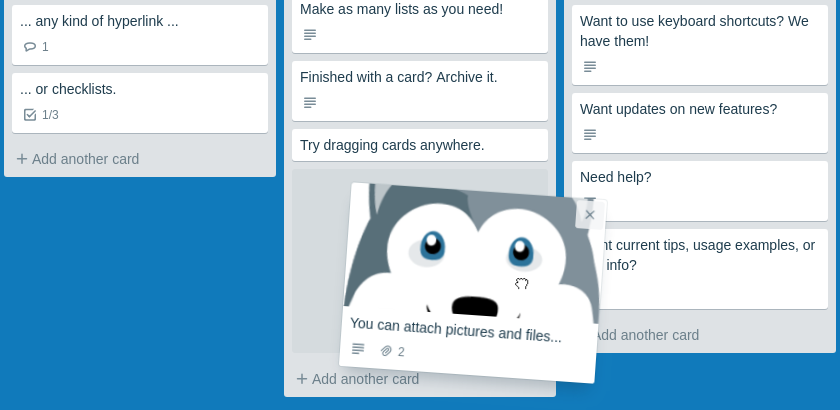 ... any kind of hyperlink ...
1
... or checklists.
1/3
+ Add another card
Make as many lists as you need!
Finished with a card? Archive it.
Try dragging cards anywhere.
You can attach pictures and files...
2
+ Add another card
Want to use keyboard shortcuts? We
have them!
Want updates on new features?
Need help?
current tips, usage examples, or
info?
Add another card